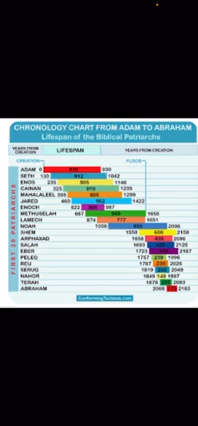 CHRONOLOGY CHART FROM ADAM TO ABRAHAM
Lifespan of the Biblical Patriarchs
YEARS FROM CREATION LIFESPAN YEARS FROM CREATION
CREATION FLOOD
FIRST 20 PATRIARCHS
ADAM 0 930 930
SETH 130 912 1042
ENOS 235 905 1140
CAINAN 325 910 1235
MAHALALEEL 395 895 1290
JARED 460 962 1422
ENOCH 622 365 987
METHUSELAH 687 969 1656
LAMECH 874 777 1651
NOAH 1056 950 2006
SHEM 1558 600 2158
ARPHAXAD 1658 438 2096
SALAH 1693 433 2126
EBER 1723 464 2187
PELEG 1757 239 1996
REU 1787 239 2026
SERUG 1819 230 2049
NAHOR 1849 148 1997
TERAH 1878 205 2083
ABRAHAM 2008 2183